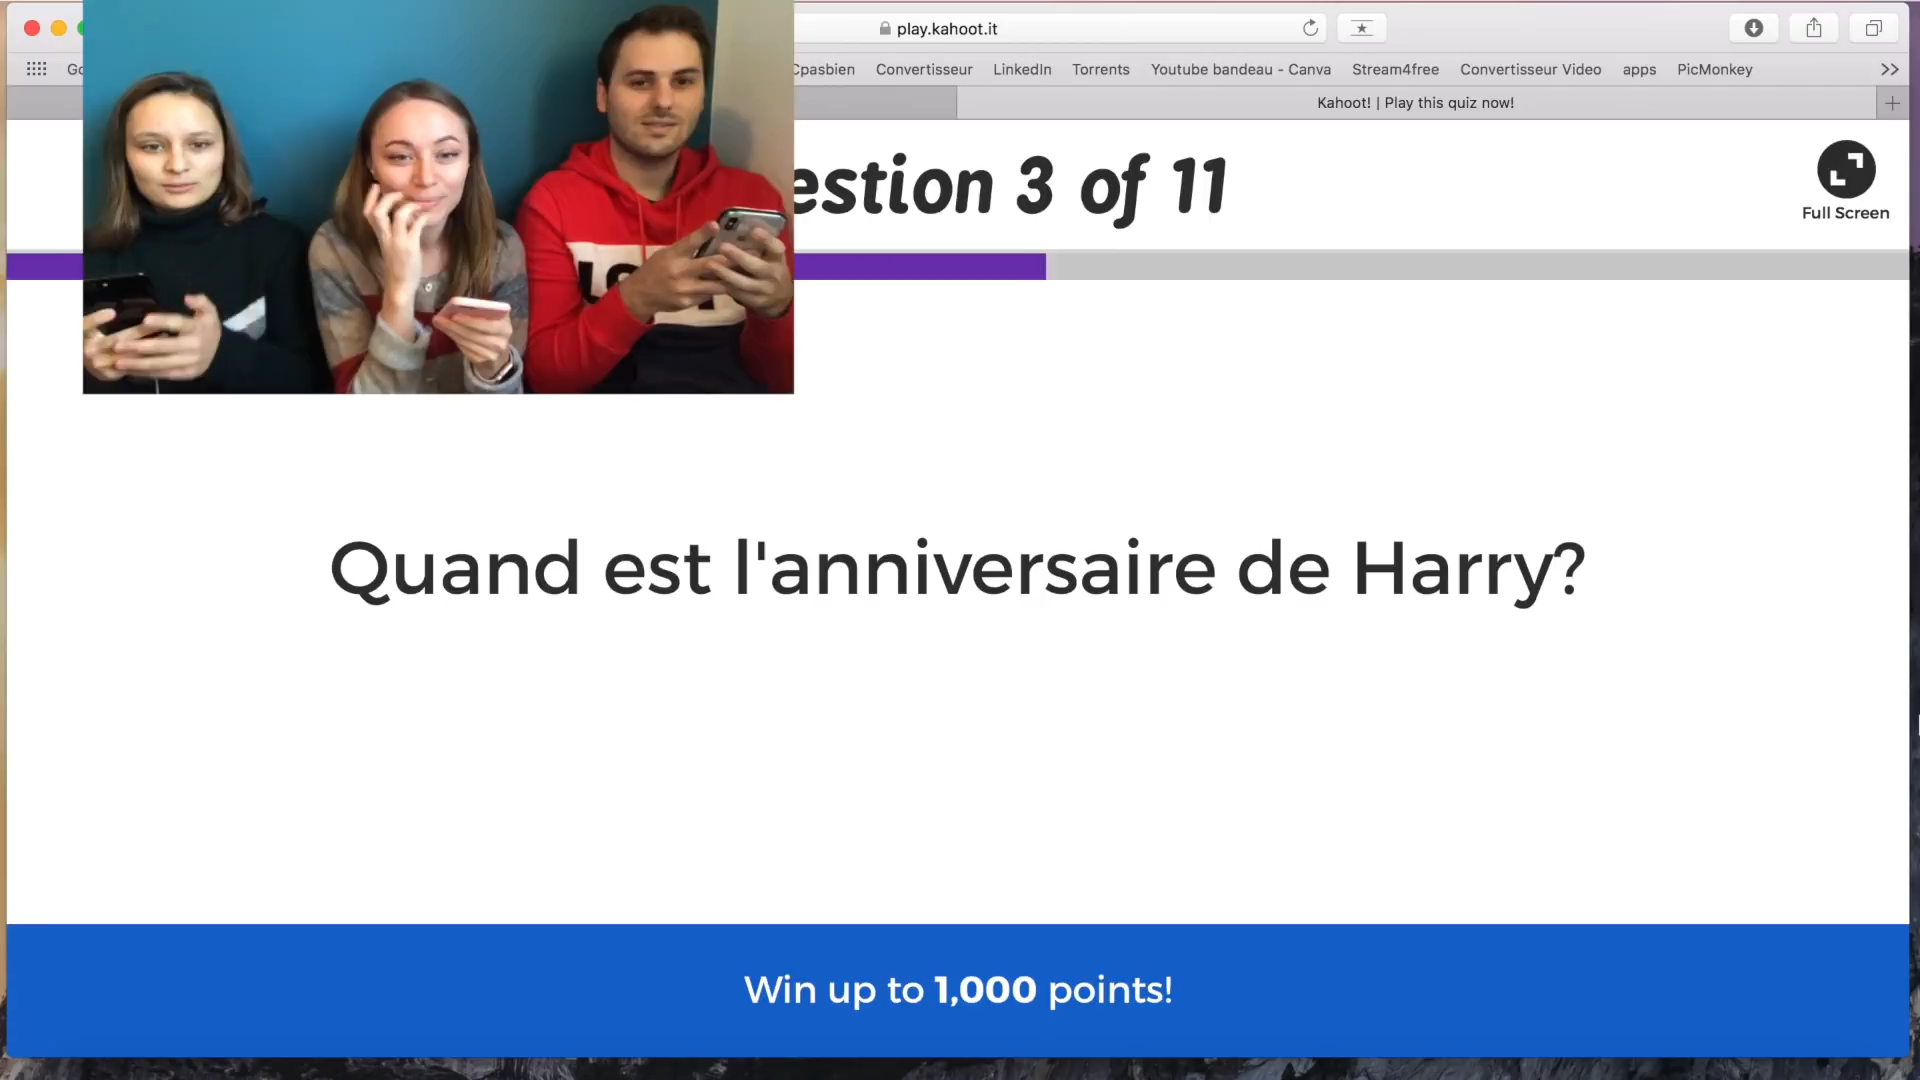 play.kahoot.it
Cpasbien Convertisseur LinkedIn Torrents Youtube bandeau - Canva Stream4free Convertisseur Video apps PicMonkey
Kahoot! | Play this quiz now!
estion 3 of 11
Full Screen
Quand est l'anniversaire de Harry?
Win up to 1,000 points!